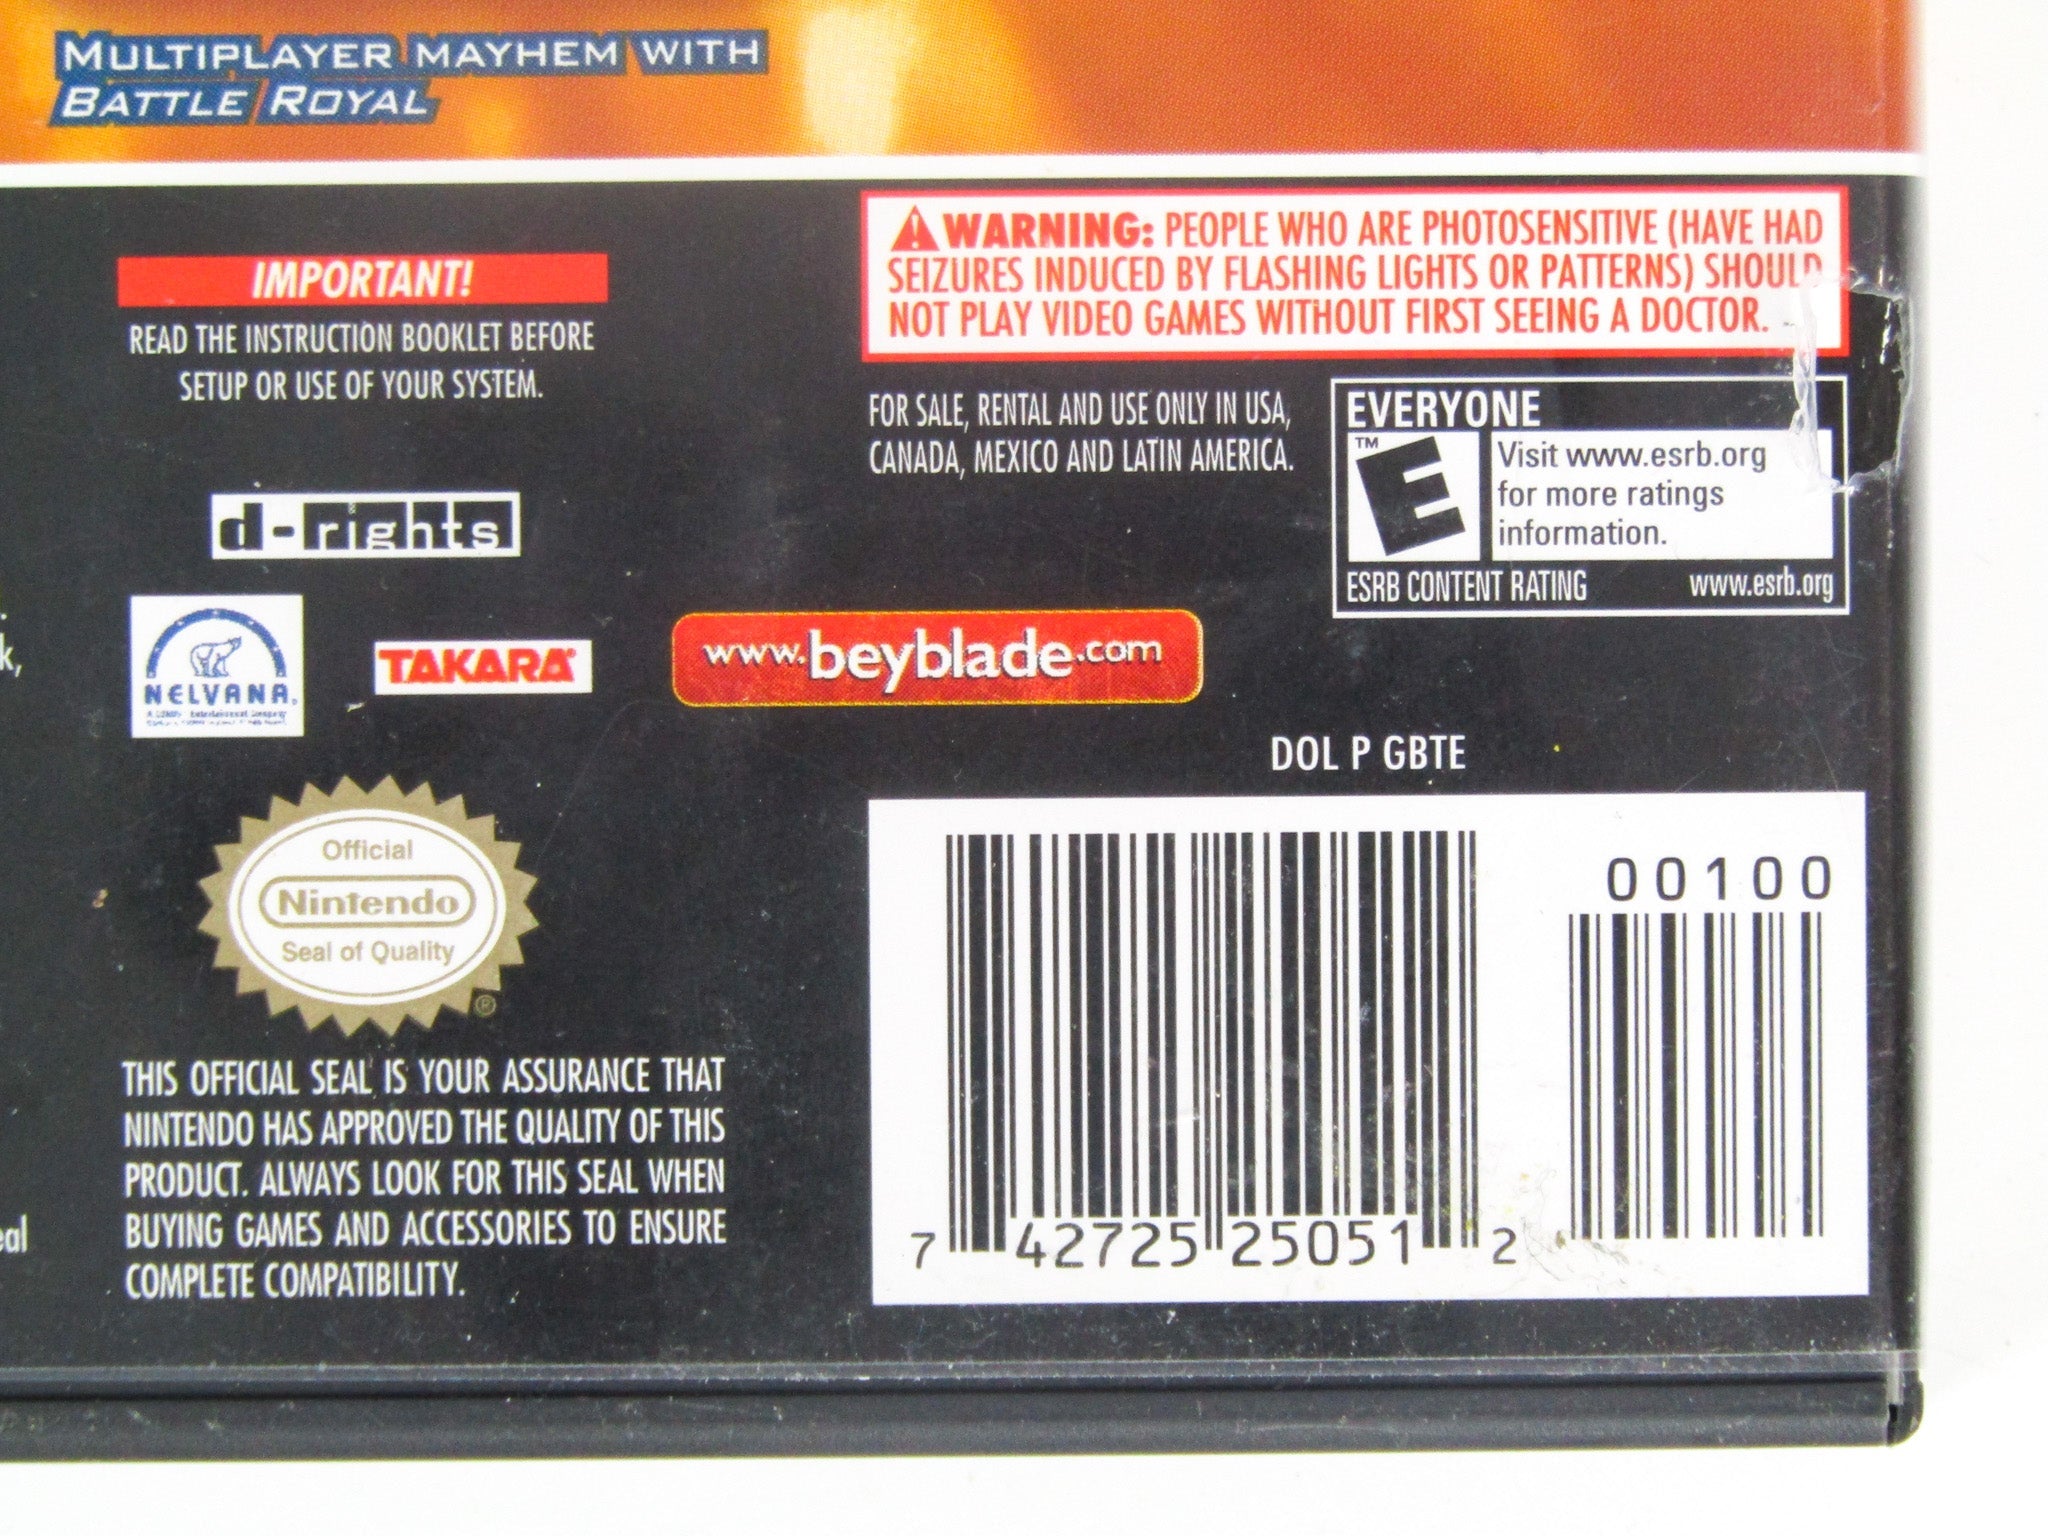 MULTIPLAYER MAYHEM WITH
BATTLE ROYAL
IMPORTANT!
READ THE INSTRUCTION BOOKLET BEFORE
SETUP OR USE OF YOUR SYSTEM.
d-rights
NELVANA
TAKARA®
www.beyblade.com
Official
Nintendo
Seal of Quality
®
THIS OFFICIAL SEAL IS YOUR ASSURANCE THAT
NINTENDO HAS APPROVED THE QUALITY OF THIS
PRODUCT. ALWAYS LOOK FOR THIS SEAL WHEN
BUYING GAMES AND ACCESSORIES TO ENSURE
COMPLETE COMPATIBILITY.
WARNING: PEOPLE WHO ARE PHOTOSENSITIVE (HAVE HAD
SEIZURES INDUCED BY FLASHING LIGHTS OR PATTERNS) SHOULD
NOT PLAY VIDEO GAMES WITHOUT FIRST SEEING A DOCTOR.
FOR SALE, RENTAL AND USE ONLY IN USA,
CANADA, MEXICO AND LATIN AMERICA.
EVERYONE
TM
E
Visit www.esrb.org
for more ratings
information.
ESRB CONTENT RATING www.esrb.org
DOL P GBTE
00100
7 42725 25051 2